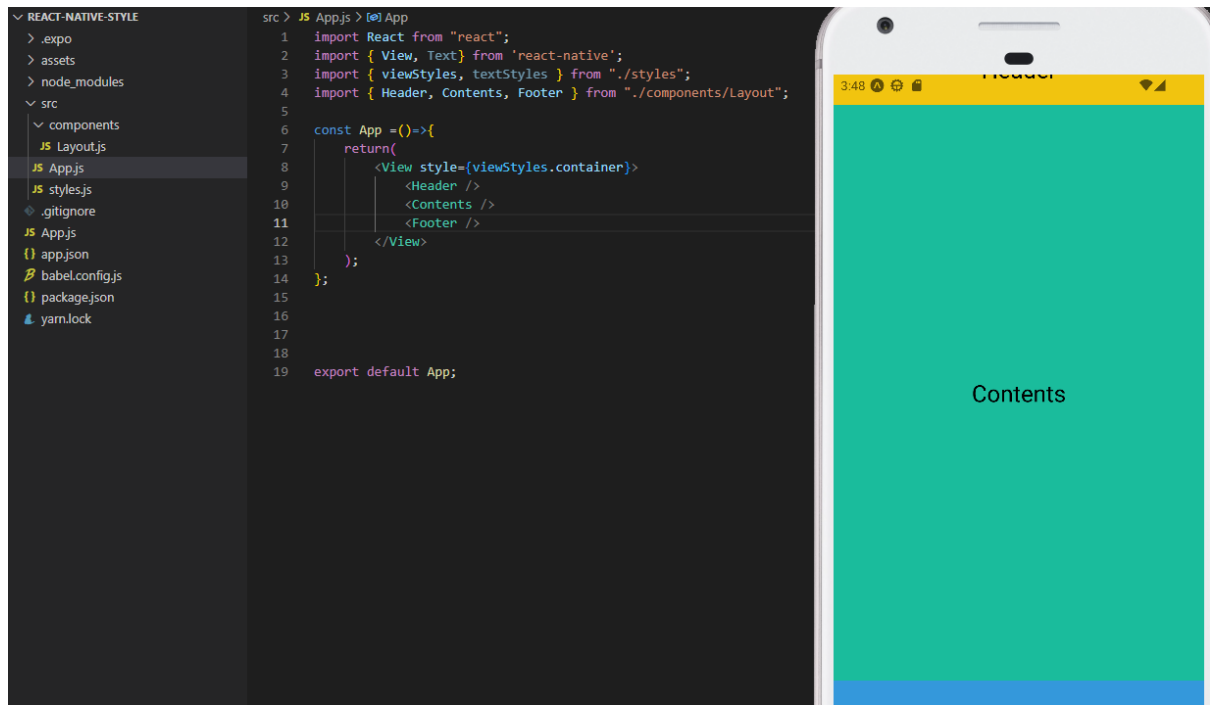 REACT-NATIVE-STYLE
.expo
assets
node_modules
src
components
JS Layout.js
JS App.js
JS styles.js
.gitignore
JS App.js
{} app.json
babel.config.js
{} package.json
yarn.lock
src > JS App.js > App
1 import React from "react";
2 import { View, Text} from 'react-native';
3 import { viewStyles, textStyles } from "./styles";
4 import { Header, Contents, Footer } from "./components/Layout";
5
6 const App =()=>{
7 return(
8 <View style={viewStyles.container}>
9 <Header />
10 <Contents />
11 <Footer />
12 </View>
13 );
14 };
15
16
17
18
19 export default App;
Header
3:48
Contents